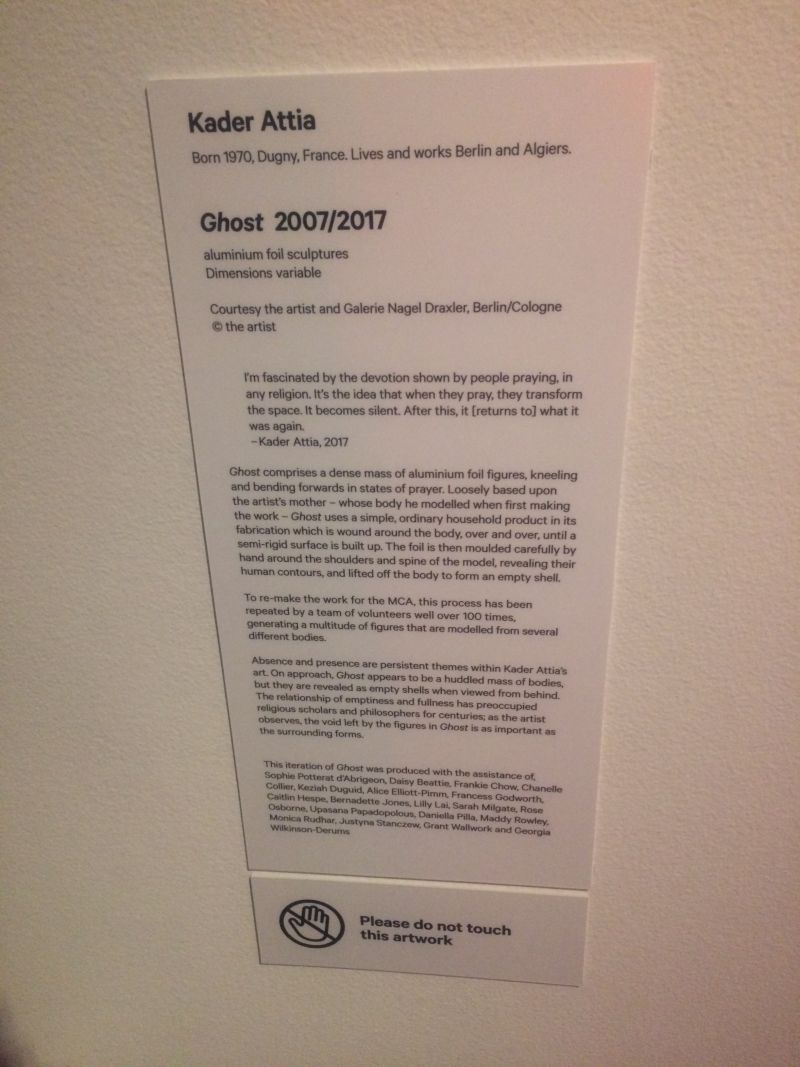 Kader Attia
Born 1970, Dugny, France. Lives and works Berlin and Algiers.
Ghost 2007/2017
aluminium foil sculptures
Dimensions variable
Courtesy the artist and Galerie Nagel Draxler, Berlin/Cologne
© the artist
I'm fascinated by the devotion shown by people praying, in
any religion. It's the idea that when they pray, they transform
the space. It becomes silent. After this, it [returns to] what it
was again.
–Kader Attia, 2017
Ghost comprises a dense mass of aluminium foil figures, kneeling
and bending forwards in states of prayer. Loosely based upon
the artist's mother – whose body he modelled when first making
the work – Ghost uses a simple, ordinary household product in its
fabrication which is wound around the body, over and over, until a
semi-rigid surface is built up. The foil is then moulded carefully by
hand around the shoulders and spine of the model, revealing their
human contours, and lifted off the body to form an empty shell.
To re-make the work for the MCA, this process has been
repeated by a team of volunteers well over 100 times,
generating a multitude of figures that are modelled from several
different bodies.
Absence and presence are persistent themes within Kader Attia's
art. On approach, Ghost appears to be a huddled mass of bodies,
but they are revealed as empty shells when viewed from behind.
The relationship of emptiness and fullness has preoccupied
religious scholars and philosophers for centuries; as the artist
observes, the void left by the figures in Ghost is as important as
the surrounding forms.
This iteration of Ghost was produced with the assistance of,
Sophie Potterat d'Abrigeon, Daisy Beattie, Frankie Chow, Chanelle
Collier, Keziah Duguid, Alice Elliott-Pimm, Francess Godworth,
Caitlin Hespe, Bernadette Jones, Lilly Lai, Sarah Milgate, Rose
Osborne, Upasana Papadopolous, Daniella Pilla, Maddy Rowley,
Monica Rudhar, Justyna Stanczew, Grant Wallwork and Georgia
Wilkinson-Derums
Please do not touch
this artwork